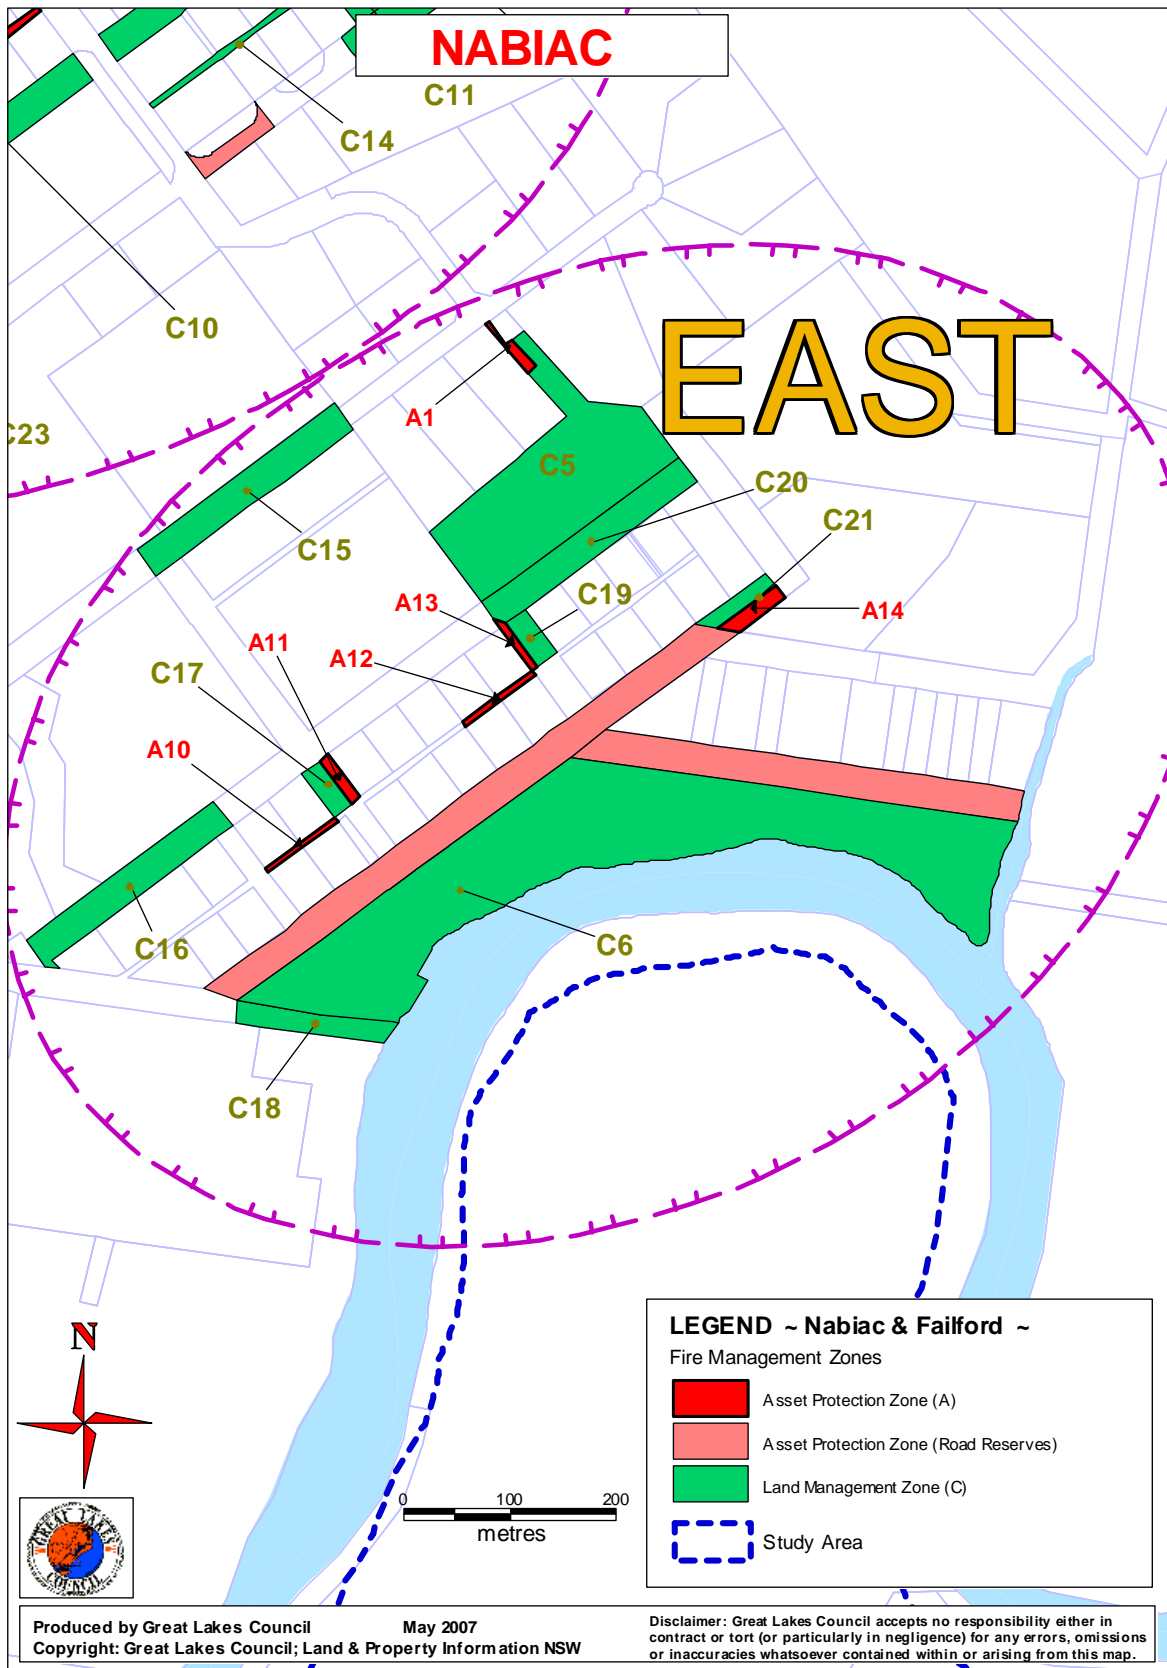 NABIAC
C11
C14
C10
EAST
A1
C23
C5
C20
C21
C15
A13
C19
A14
A11
A12
C17
A10
C16
C6
C18
N
LEGEND ~ Nabiac & Failford ~
Fire Management Zones
Asset Protection Zone (A)
Asset Protection Zone (Road Reserves)
Land Management Zone (C)
Study Area
0 100 200
metres
GREAT LAKES
COUNCIL
Produced by Great Lakes Council May 2007
Copyright: Great Lakes Council; Land & Property Information NSW
Disclaimer: Great Lakes Council accepts no responsibility either in
contract or tort (or particularly in negligence) for any errors, omissions
or inaccuracies whatsoever contained within or arising from this map.